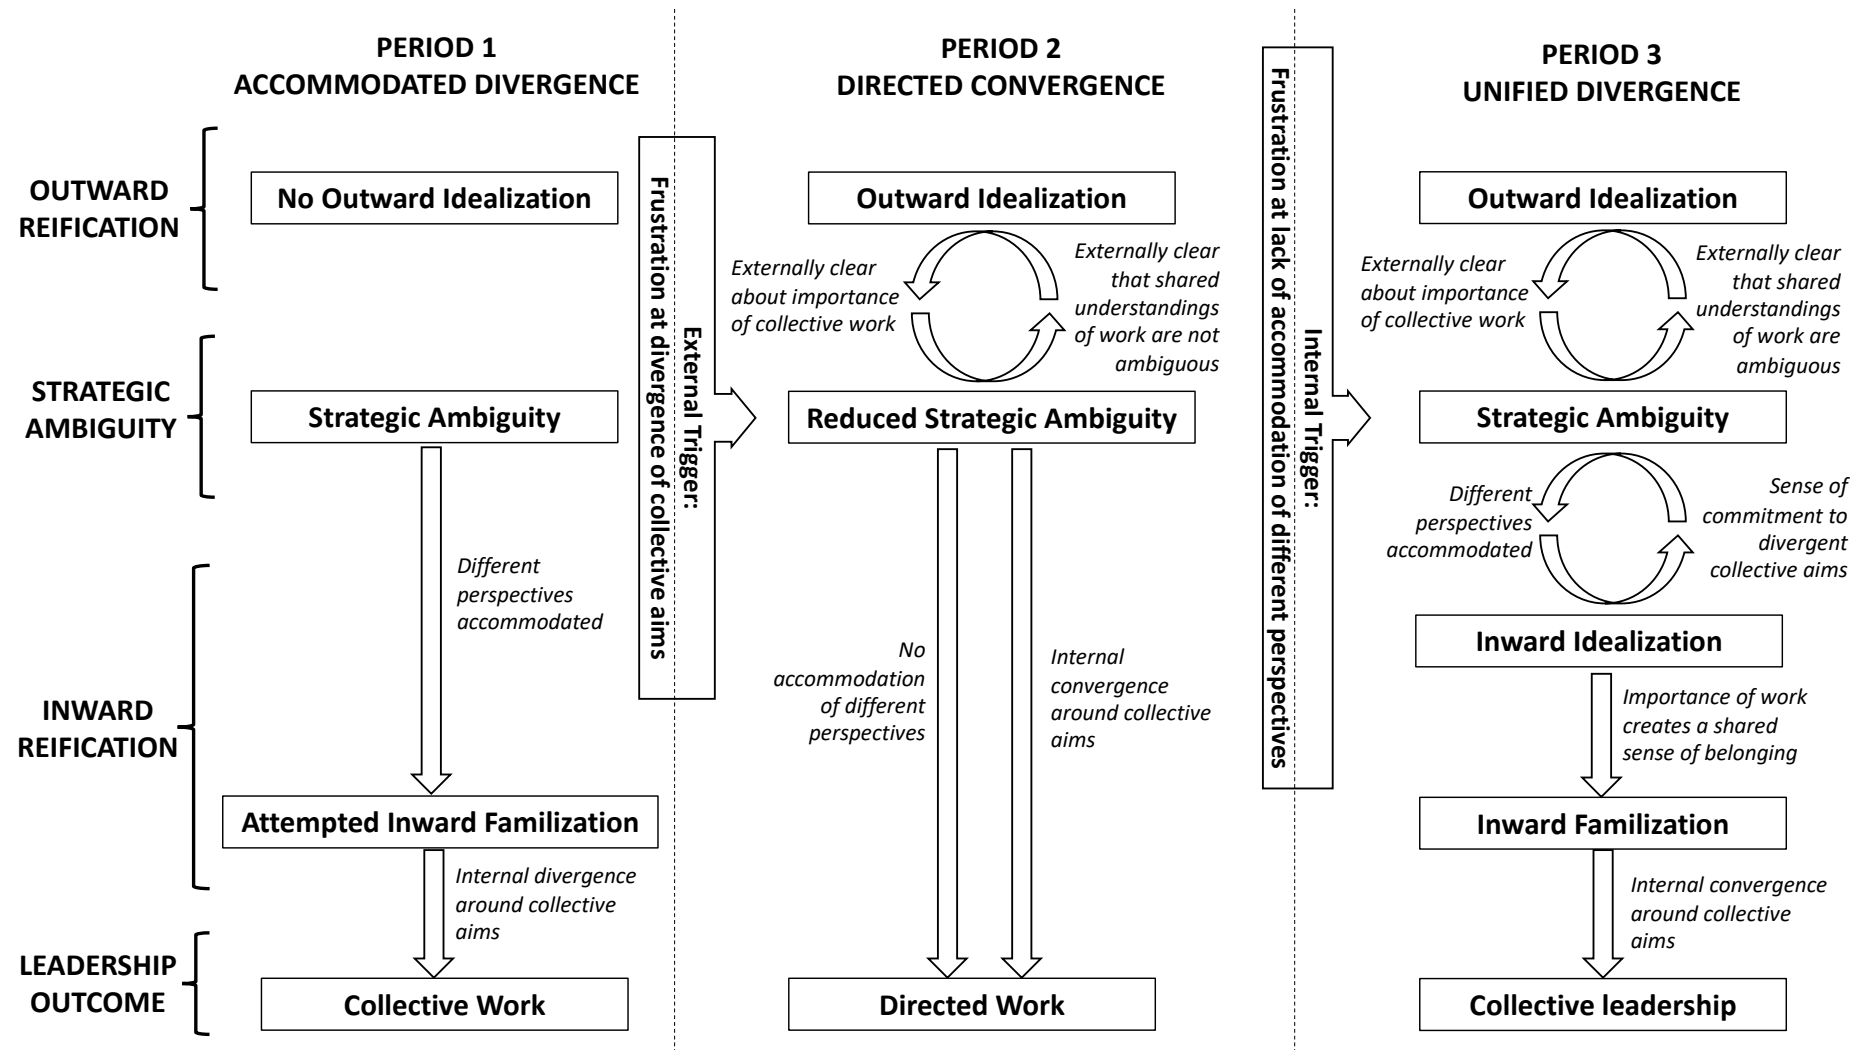 PERIOD 1
ACCOMMODATED DIVERGENCE
PERIOD 2
DIRECTED CONVERGENCE
PERIOD 3
UNIFIED DIVERGENCE
OUTWARD
REIFICATION
STRATEGIC
AMBIGUITY
INWARD
REIFICATION
LEADERSHIP
OUTCOME
No Outward Idealization
Strategic Ambiguity
Different
perspectives
accommodated
Attempted Inward Familization
Internal divergence
around collective
aims
Collective Work
External Trigger:
Frustration at divergence of collective aims
Outward Idealization
Externally clear
about importance
of collective work
Externally clear
that shared
understandings
of work are not
ambiguous
Reduced Strategic Ambiguity
No
accommodation
of different
perspectives
Internal
convergence
around collective
aims
Directed Work
Internal Trigger:
Frustration at lack of accommodation of different perspectives
Outward Idealization
Externally clear
about importance
of collective work
Externally clear
that shared
understandings
of work are
ambiguous
Strategic Ambiguity
Different
perspectives
accommodated
Sense of
commitment to
divergent
collective aims
Inward Idealization
Importance of work
creates a shared
sense of belonging
Inward Familization
Internal convergence
around collective
aims
Collective leadership